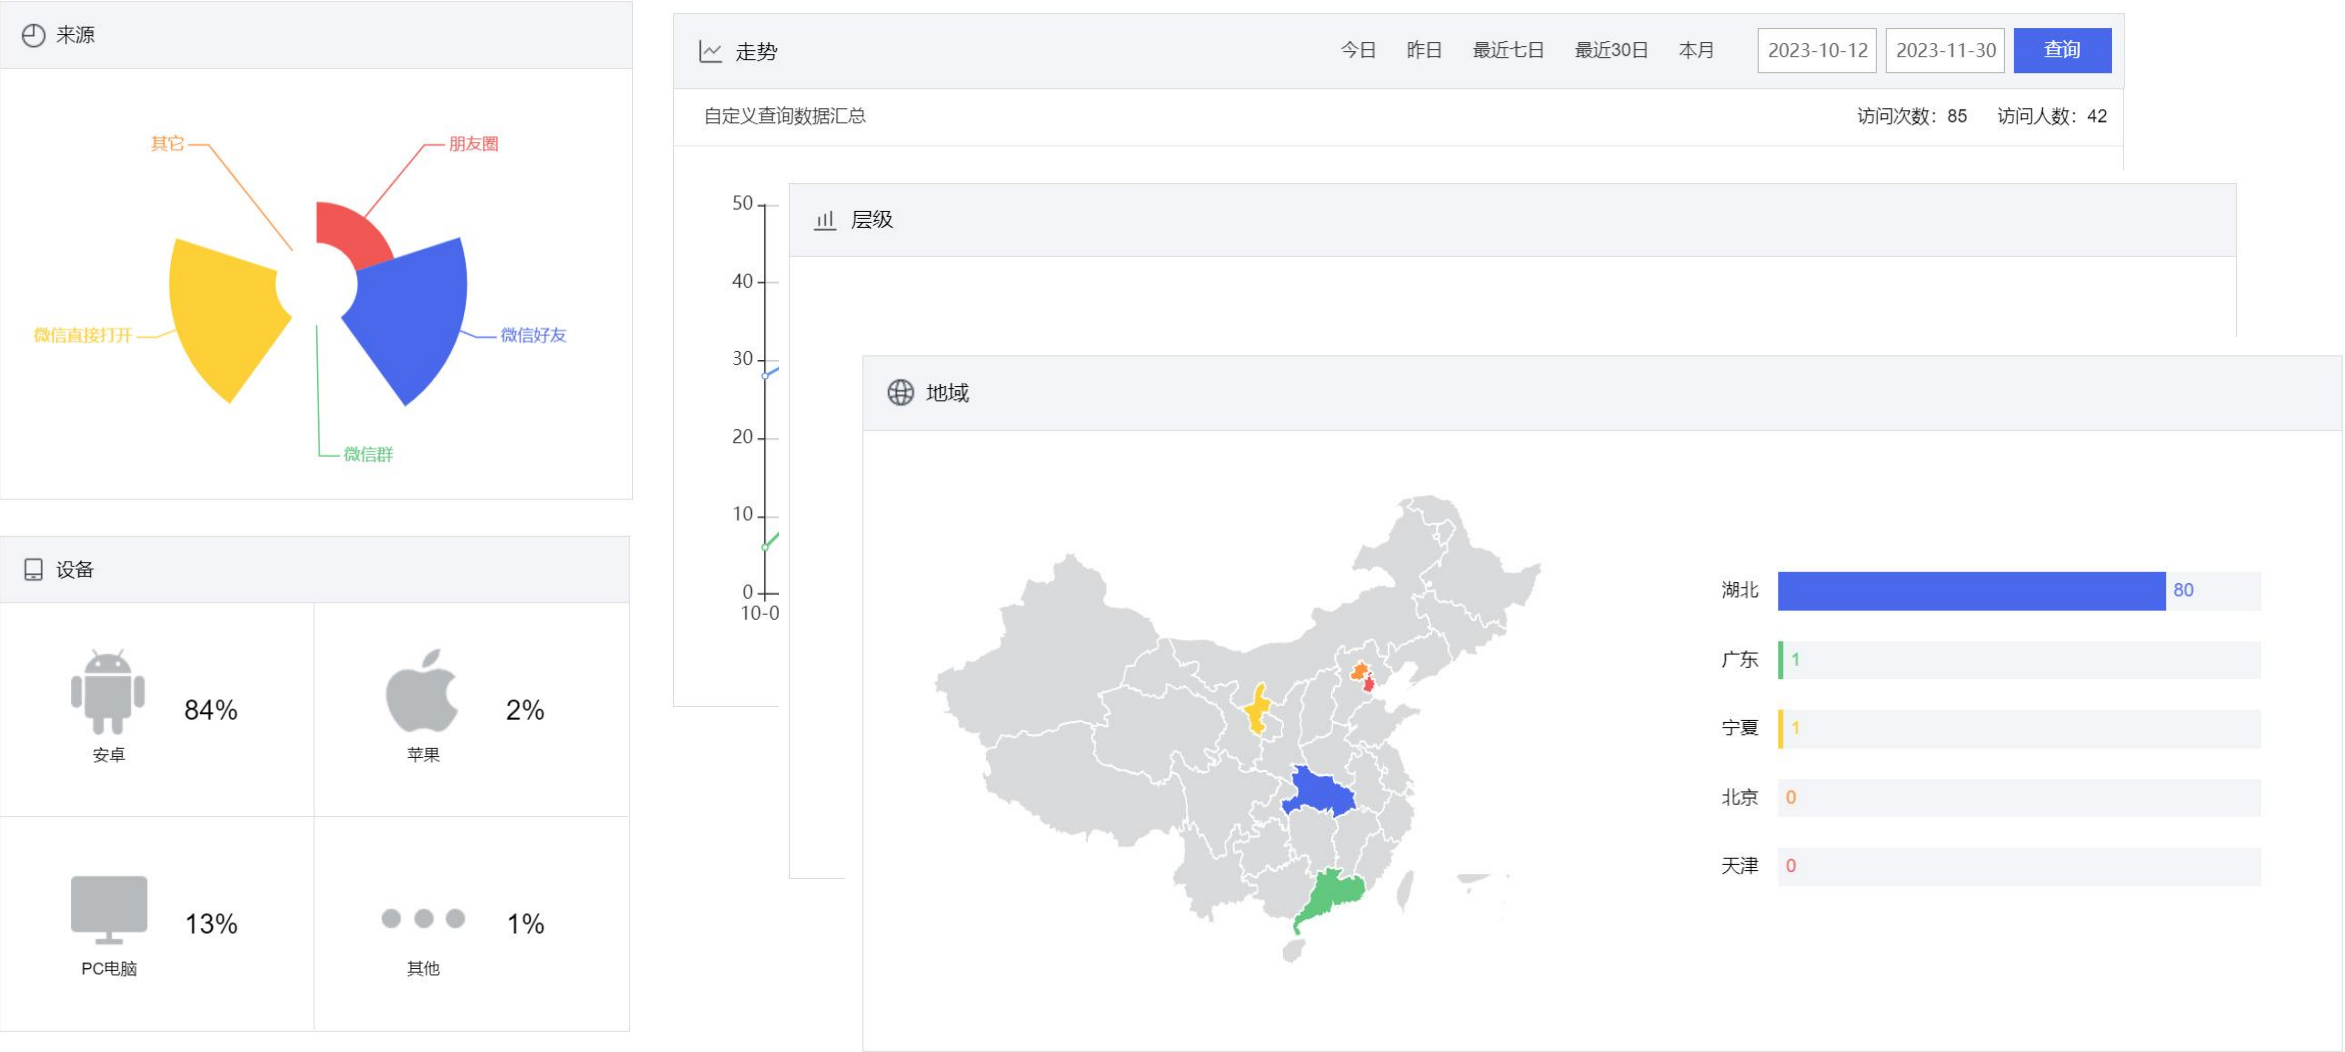 来源
其它
朋友圈
微信直接打开
微信好友
微信群
设备
84%
安卓
2%
苹果
13%
PC电脑
1%
其他
走势
今日 昨日 最近七日 最近30日 本月 2023-10-12 2023-11-30 查询
自定义查询数据汇总
访问次数：85 访问人数：42
50
40
30
20
10
0
10-0
层级
地域
湖北 80
广东 1
宁夏 1
北京 0
天津 0